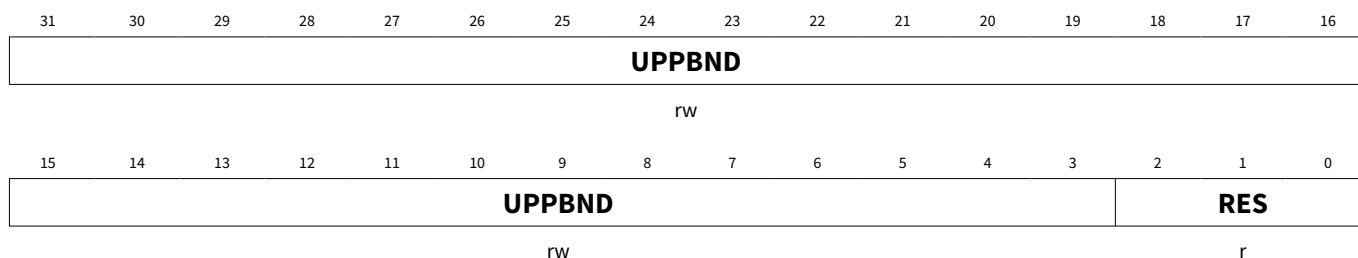 31 30 29 28 27 26 25 24 23 22 21 20 19 18 17 16
UPPBND
rw
15 14 13 12 11 10 9 8 7 6 5 4 3 2 1 0
UPPBND RES
rw r